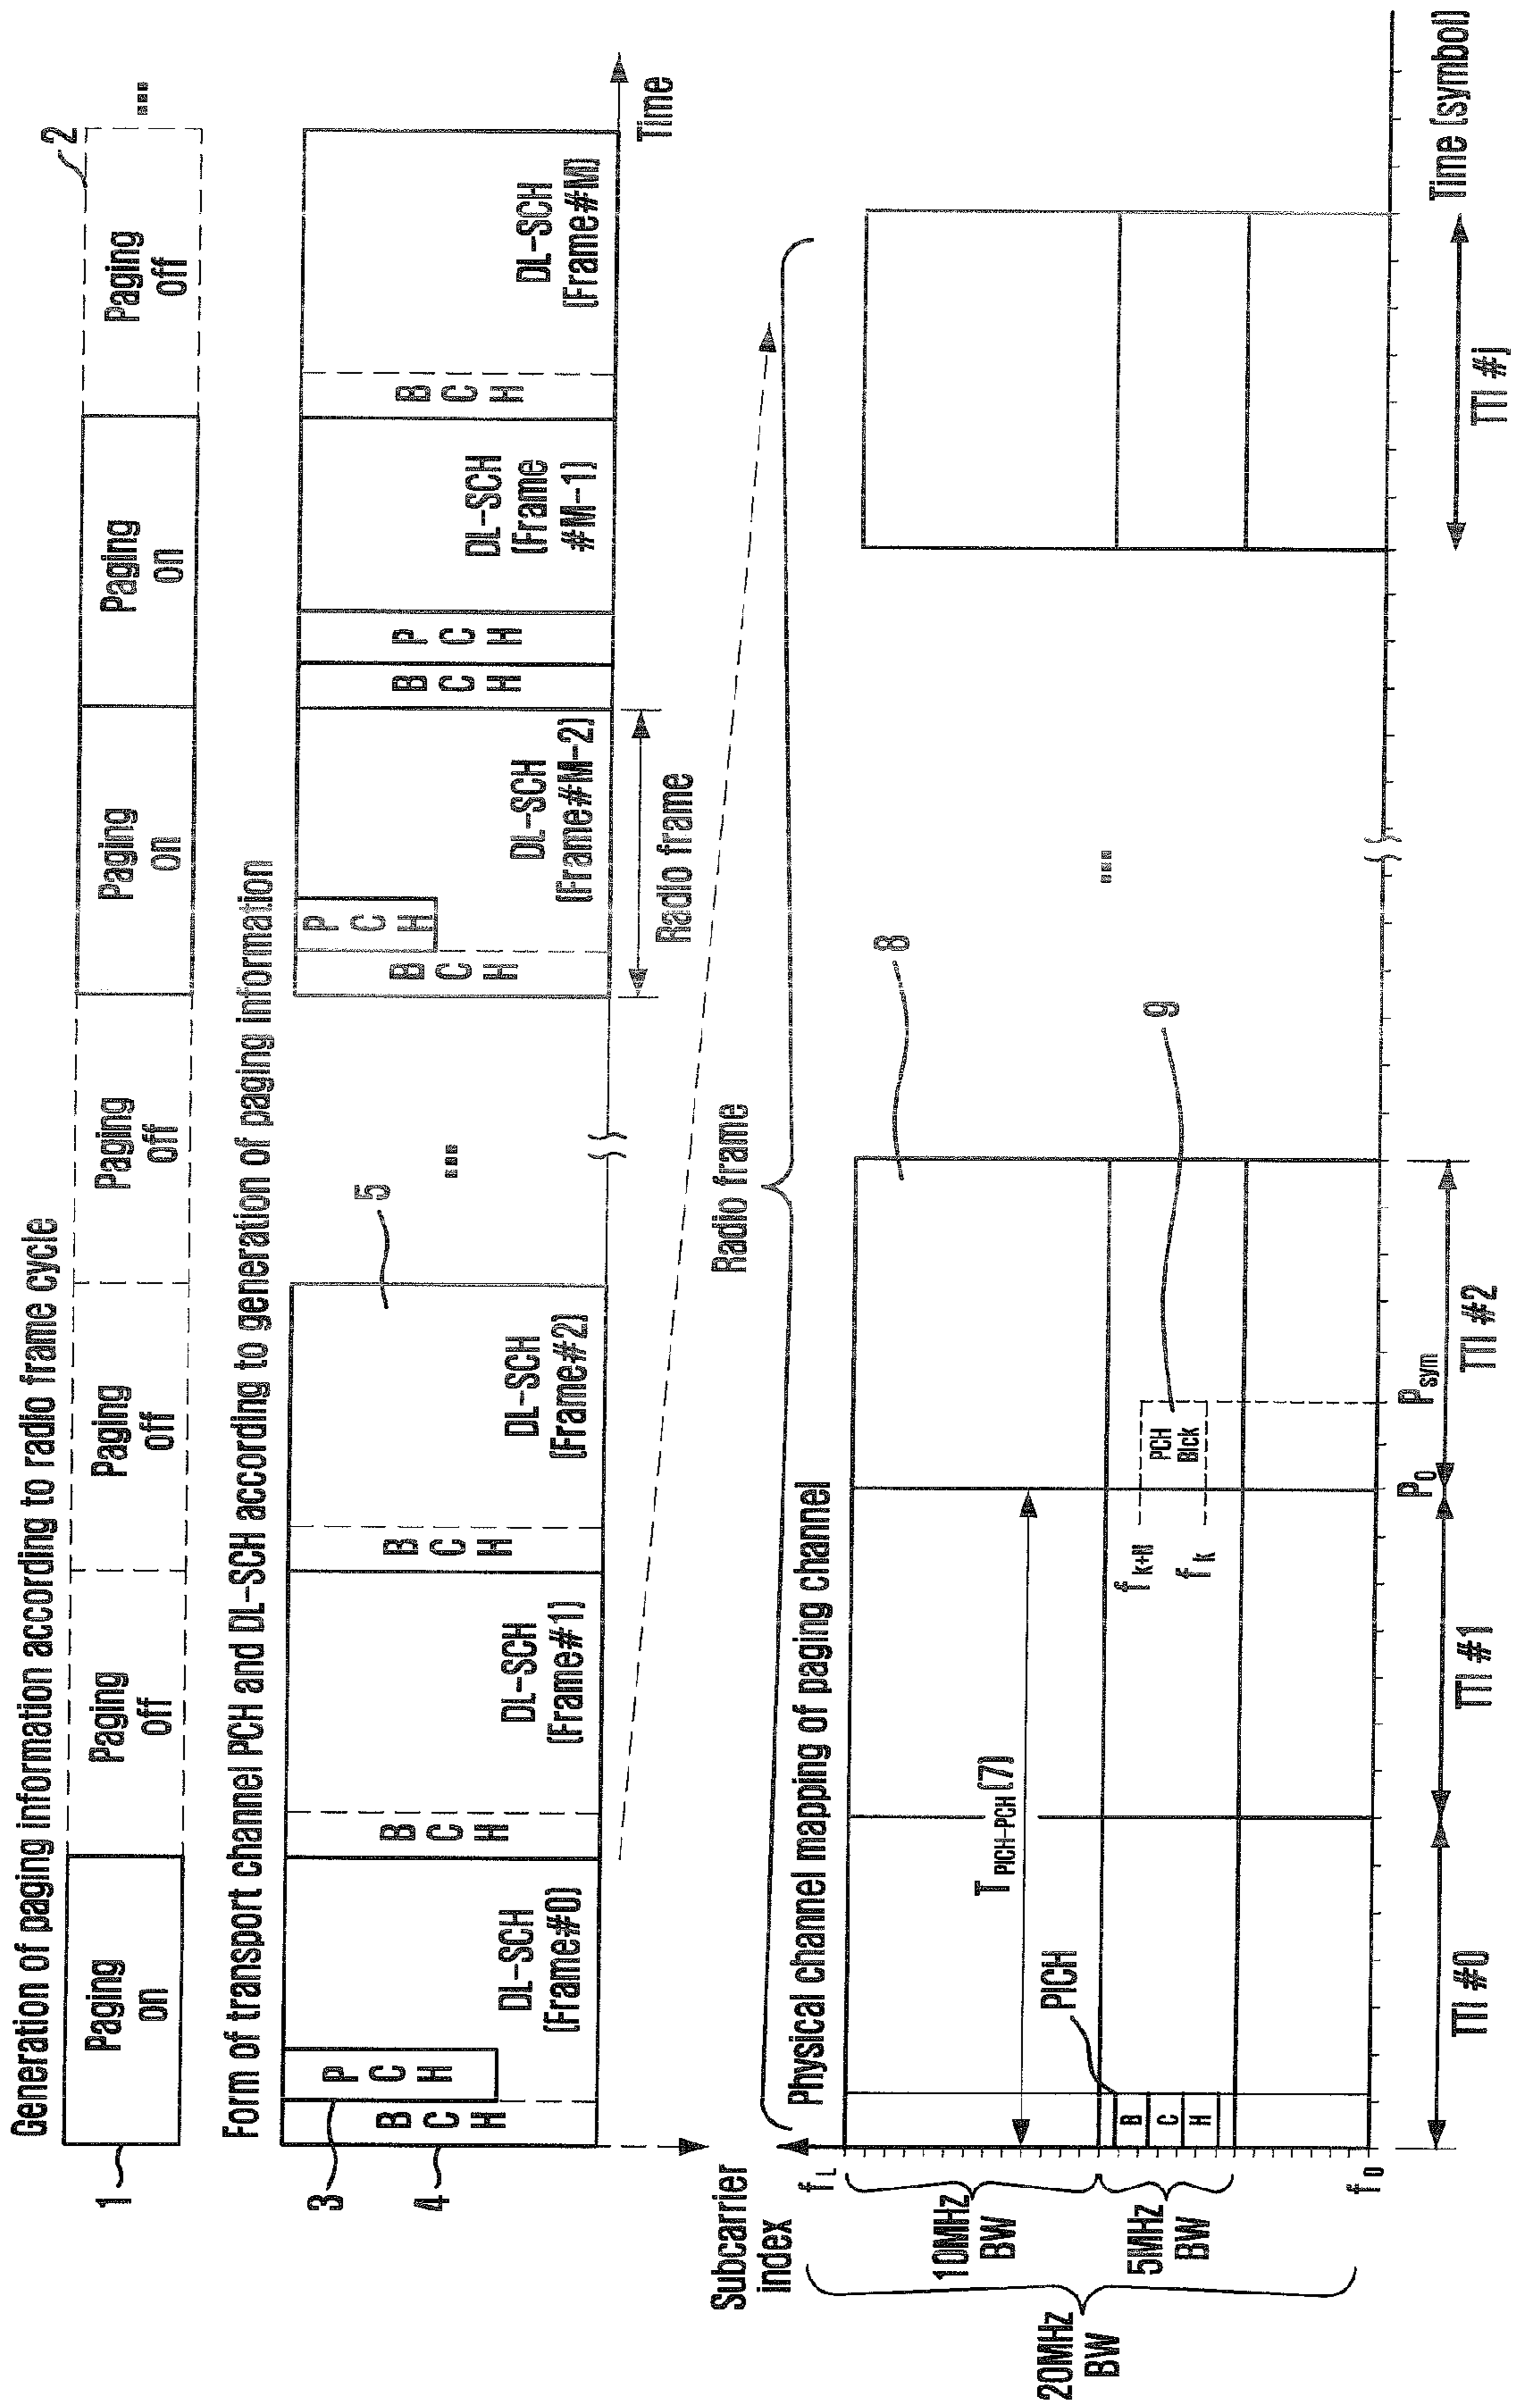 Generation of paging information according to radio frame cycle
1
Paging
on
Paging
off
Paging
off
Paging
off
Paging
on
Paging
on
Paging
off
2
...
Form of transport channel PCH and DL-SCH according to generation of paging information
3
4
B
C
H
P
C
H
DL-SCH
(Frame#0)
B
C
H
DL-SCH
(Frame#1)
B
C
H
DL-SCH
(Frame#2)
5
...
B
C
H
P
C
H
DL-SCH
(Frame#M-2)
B
C
H
P
C
H
DL-SCH
(Frame
#M-1)
B
C
H
DL-SCH
(Frame#M)
Time
Radio frame
Radio frame
Physical channel mapping of paging channel
Subcarrier
index
f L
f 0
20MHz
BW
10MHz
BW
5MHz
BW
PICH
B
C
H
T PICH-PCH (7)
f k+N
f k
PCH
Blck
8
9
...
P0
Psym
TTI #0
TTI #1
TTI #2
TTI #j
Time (symbol)